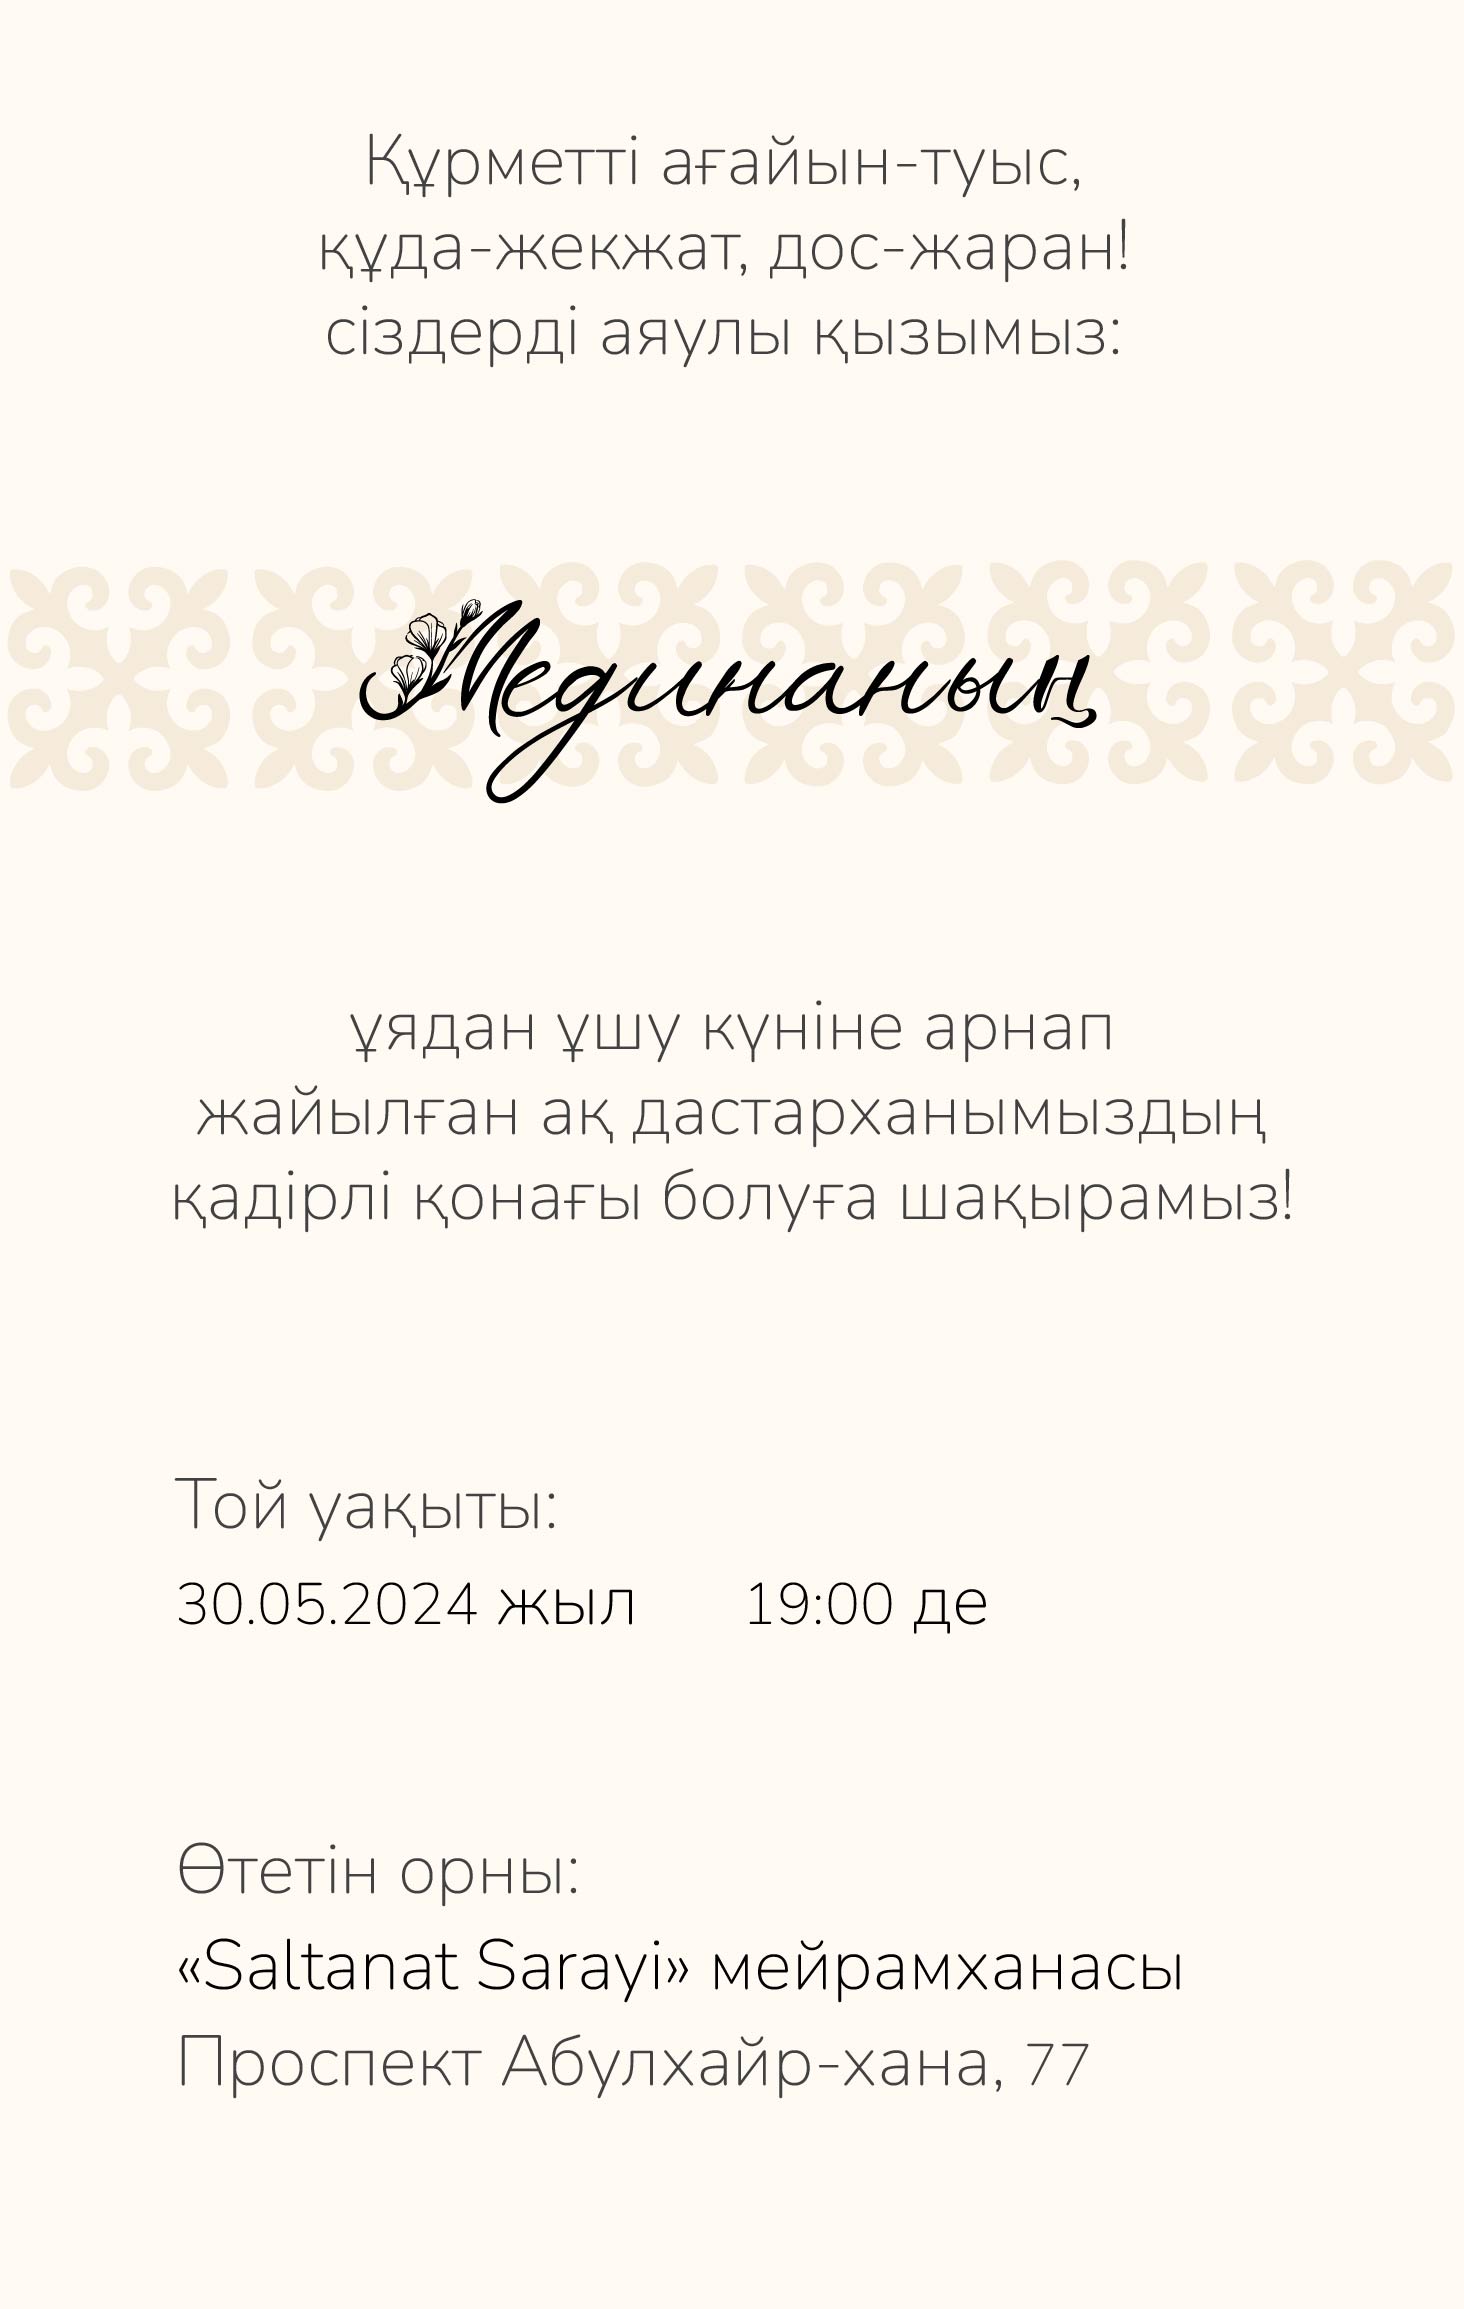 Құрметті ағайын-туыс,
құда-жекжат, дос-жаран!
сіздерді аяулы қызымыз:
Мединаның
ұядан ұшу күніне арнап
жайылған ақ дастарханымыздың
қадірлі қонағы болуға шақырамыз!
Той уақыты:
30.05.2024 жыл 19:00 де
Өтетін орны:
«Saltanat Sarayi» мейрамханасы
Проспект Абулхайр-хана, 77